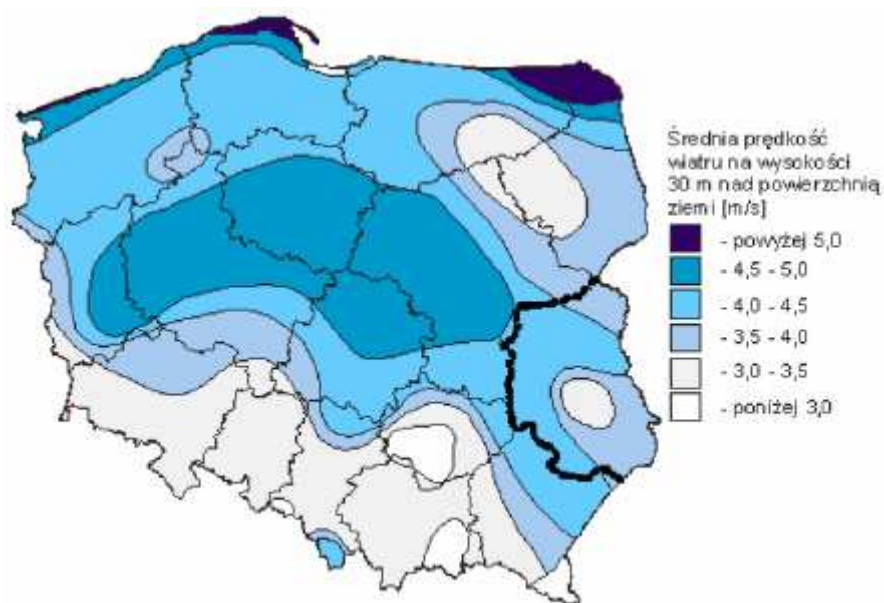 Średnia prędkość
wiatru na wysokości
30 m nad powierzchnią
ziemi [m/s]
- powyżej 5,0
- 4,5 - 5,0
- 4,0 - 4,5
- 3,5 - 4,0
- 3,0 - 3,5
- poniżej 3,0